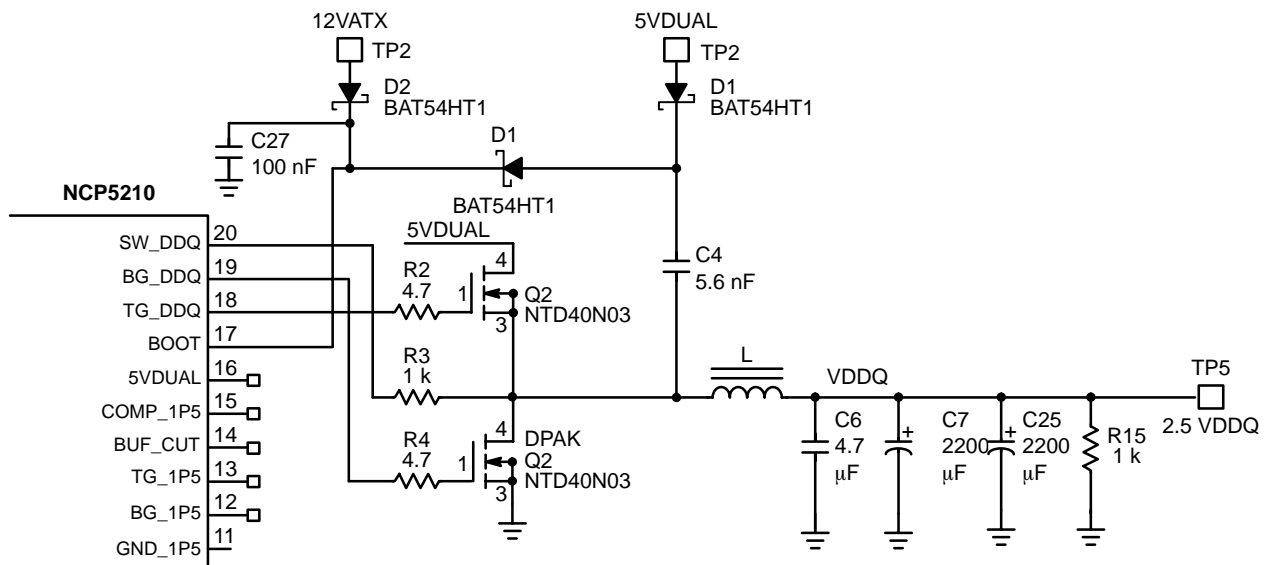 12VATX
TP2
D2
BAT54HT1
5VDUAL
TP2
D1
BAT54HT1
C27
100 nF
D1
BAT54HT1
NCP5210
SW_DDQ 20
BG_DDQ 19
TG_DDQ 18
BOOT 17
5VDUAL 16
COMP_1P5 15
BUF_CUT 14
TG_1P5 13
BG_1P5 12
GND_1P5 11
5VDUAL
R2
4.7
1
4
3
Q2
NTD40N03
C4
5.6 nF
R3
1 k
R4
4.7
1
4
3
DPAK
Q2
NTD40N03
L
VDDQ
TP5
2.5 VDDQ
C6
4.7
μF
+
C7
2200
μF
+
C25
2200
μF
R15
1 k